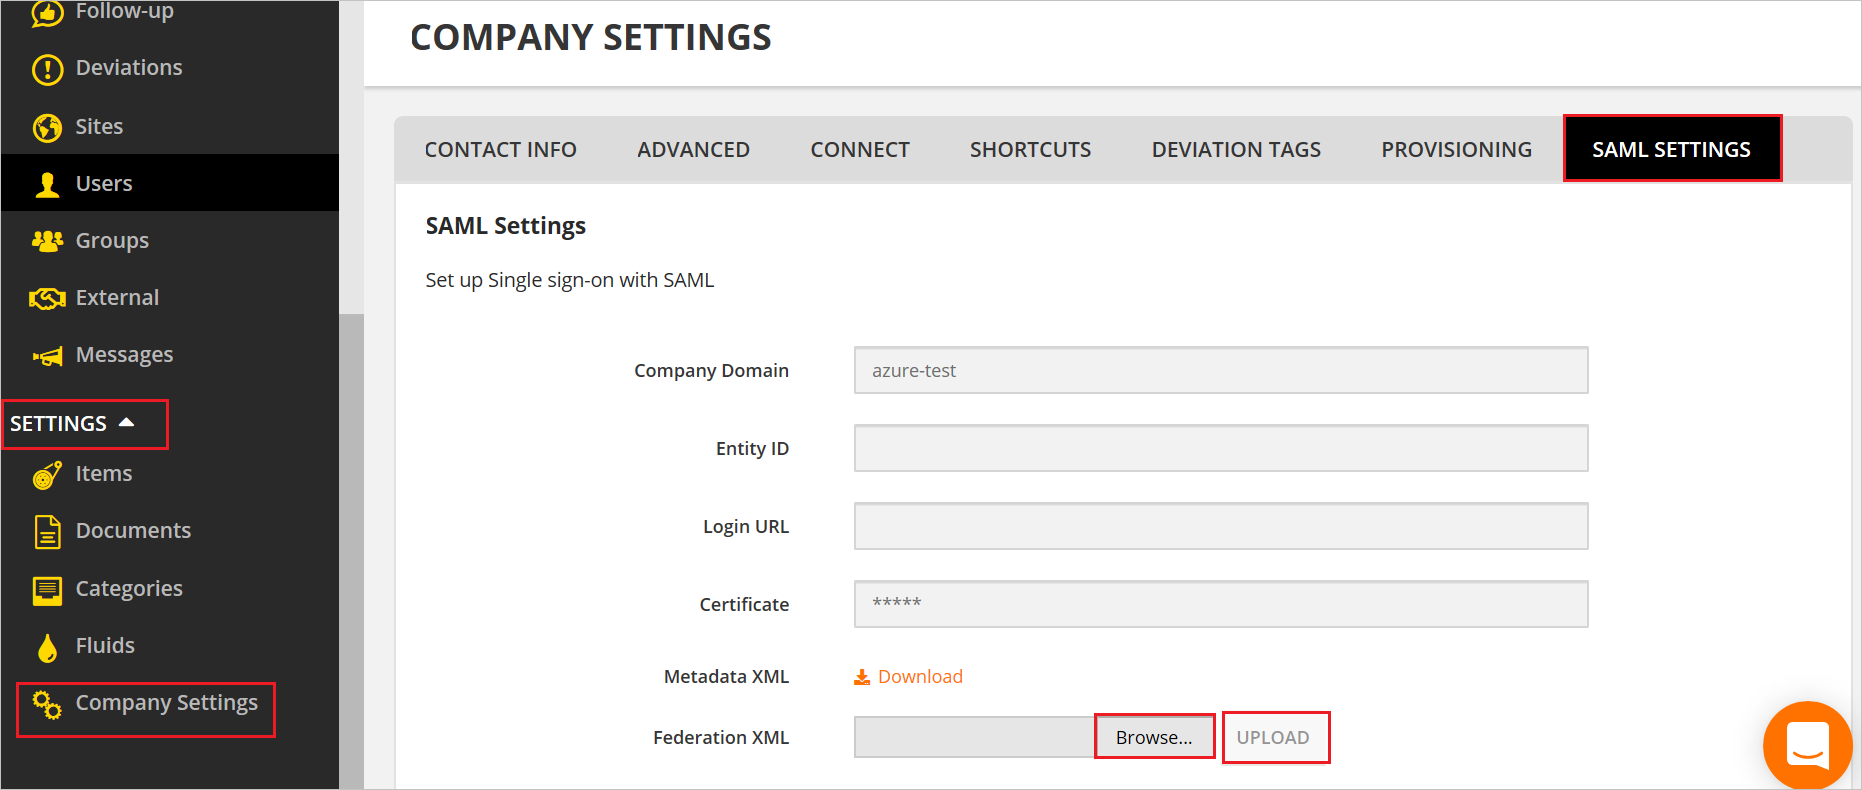 Follow-up
Deviations
Sites
Users
Groups
External
Messages
SETTINGS
Items
Documents
Categories
Fluids
Company Settings
COMPANY SETTINGS
CONTACT INFO
ADVANCED
CONNECT
SHORTCUTS
DEVIATION TAGS
PROVISIONING
SAML SETTINGS
SAML Settings
Set up Single sign-on with SAML
Company Domain azure-test
Entity ID
Login URL
Certificate *****
Metadata XML Download
Federation XML Browse... UPLOAD